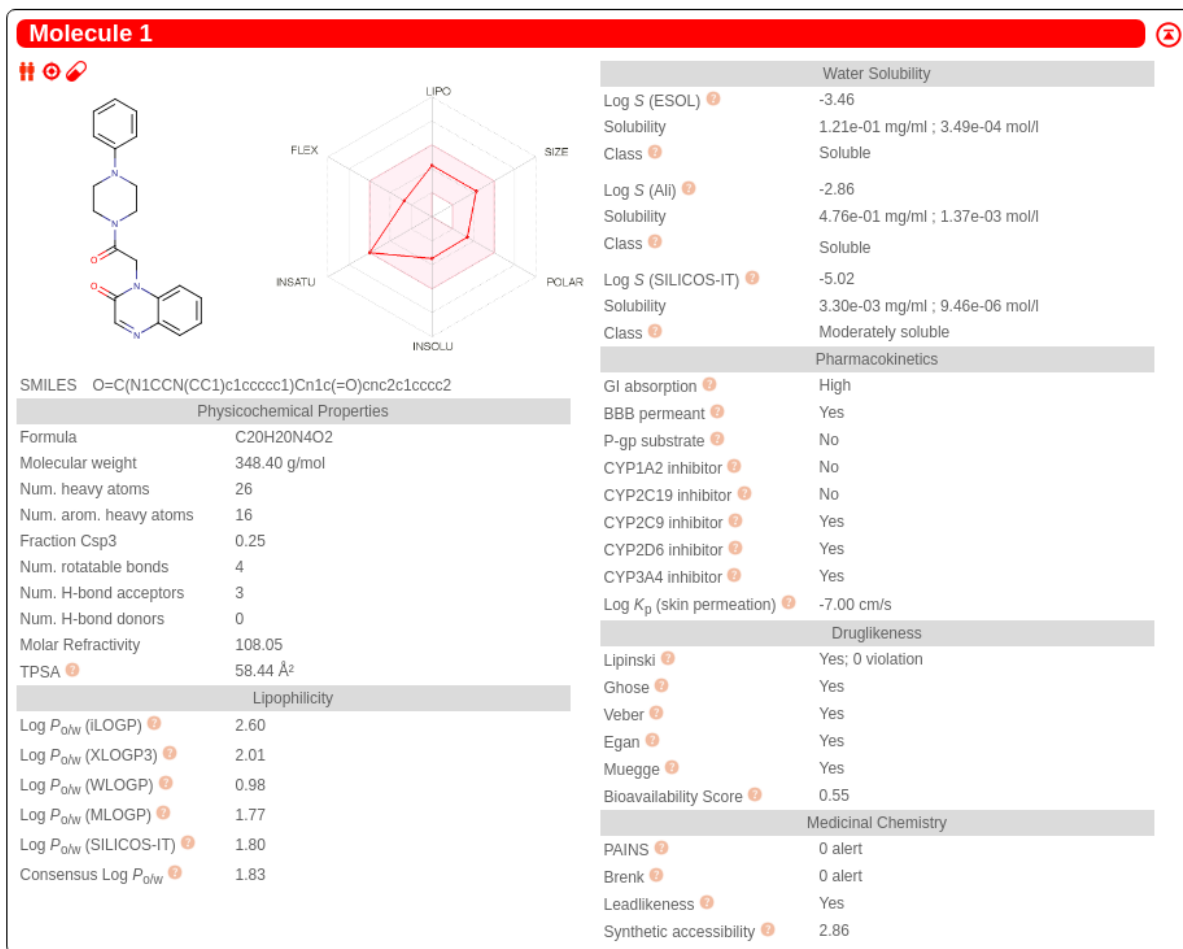 Molecule 1
LIPO
FLEX
SIZE
INSATU
POLAR
INSOLU
N
N
O
O
N
N
SMILES O=C(N1CCN(CC1)c1ccccc1)Cn1c(=O)cnc2c1cccc2
Physicochemical Properties
Formula C20H20N4O2
Molecular weight 348.40 g/mol
Num. heavy atoms 26
Num. arom. heavy atoms 16
Fraction Csp3 0.25
Num. rotatable bonds 4
Num. H-bond acceptors 3
Num. H-bond donors 0
Molar Refractivity 108.05
TPSA ? 58.44 Å²
Lipophilicity
Log Po/w (iLOGP) ? 2.60
Log Po/w (XLOGP3) ? 2.01
Log Po/w (WLOGP) ? 0.98
Log Po/w (MLOGP) ? 1.77
Log Po/w (SILICOS-IT) ? 1.80
Consensus Log Po/w ? 1.83
Water Solubility
Log S (ESOL) ? -3.46
Solubility 1.21e-01 mg/ml ; 3.49e-04 mol/l
Class ? Soluble
Log S (Ali) ? -2.86
Solubility 4.76e-01 mg/ml ; 1.37e-03 mol/l
Class ? Soluble
Log S (SILICOS-IT) ? -5.02
Solubility 3.30e-03 mg/ml ; 9.46e-06 mol/l
Class ? Moderately soluble
Pharmacokinetics
GI absorption ? High
BBB permeant ? Yes
P-gp substrate ? No
CYP1A2 inhibitor ? No
CYP2C19 inhibitor ? No
CYP2C9 inhibitor ? Yes
CYP2D6 inhibitor ? Yes
CYP3A4 inhibitor ? Yes
Log Kp (skin permeation) ? -7.00 cm/s
Druglikeness
Lipinski ? Yes; 0 violation
Ghose ? Yes
Veber ? Yes
Egan ? Yes
Muegge ? Yes
Bioavailability Score ? 0.55
Medicinal Chemistry
PAINS ? 0 alert
Brenk ? 0 alert
Leadlikeness ? Yes
Synthetic accessibility ? 2.86